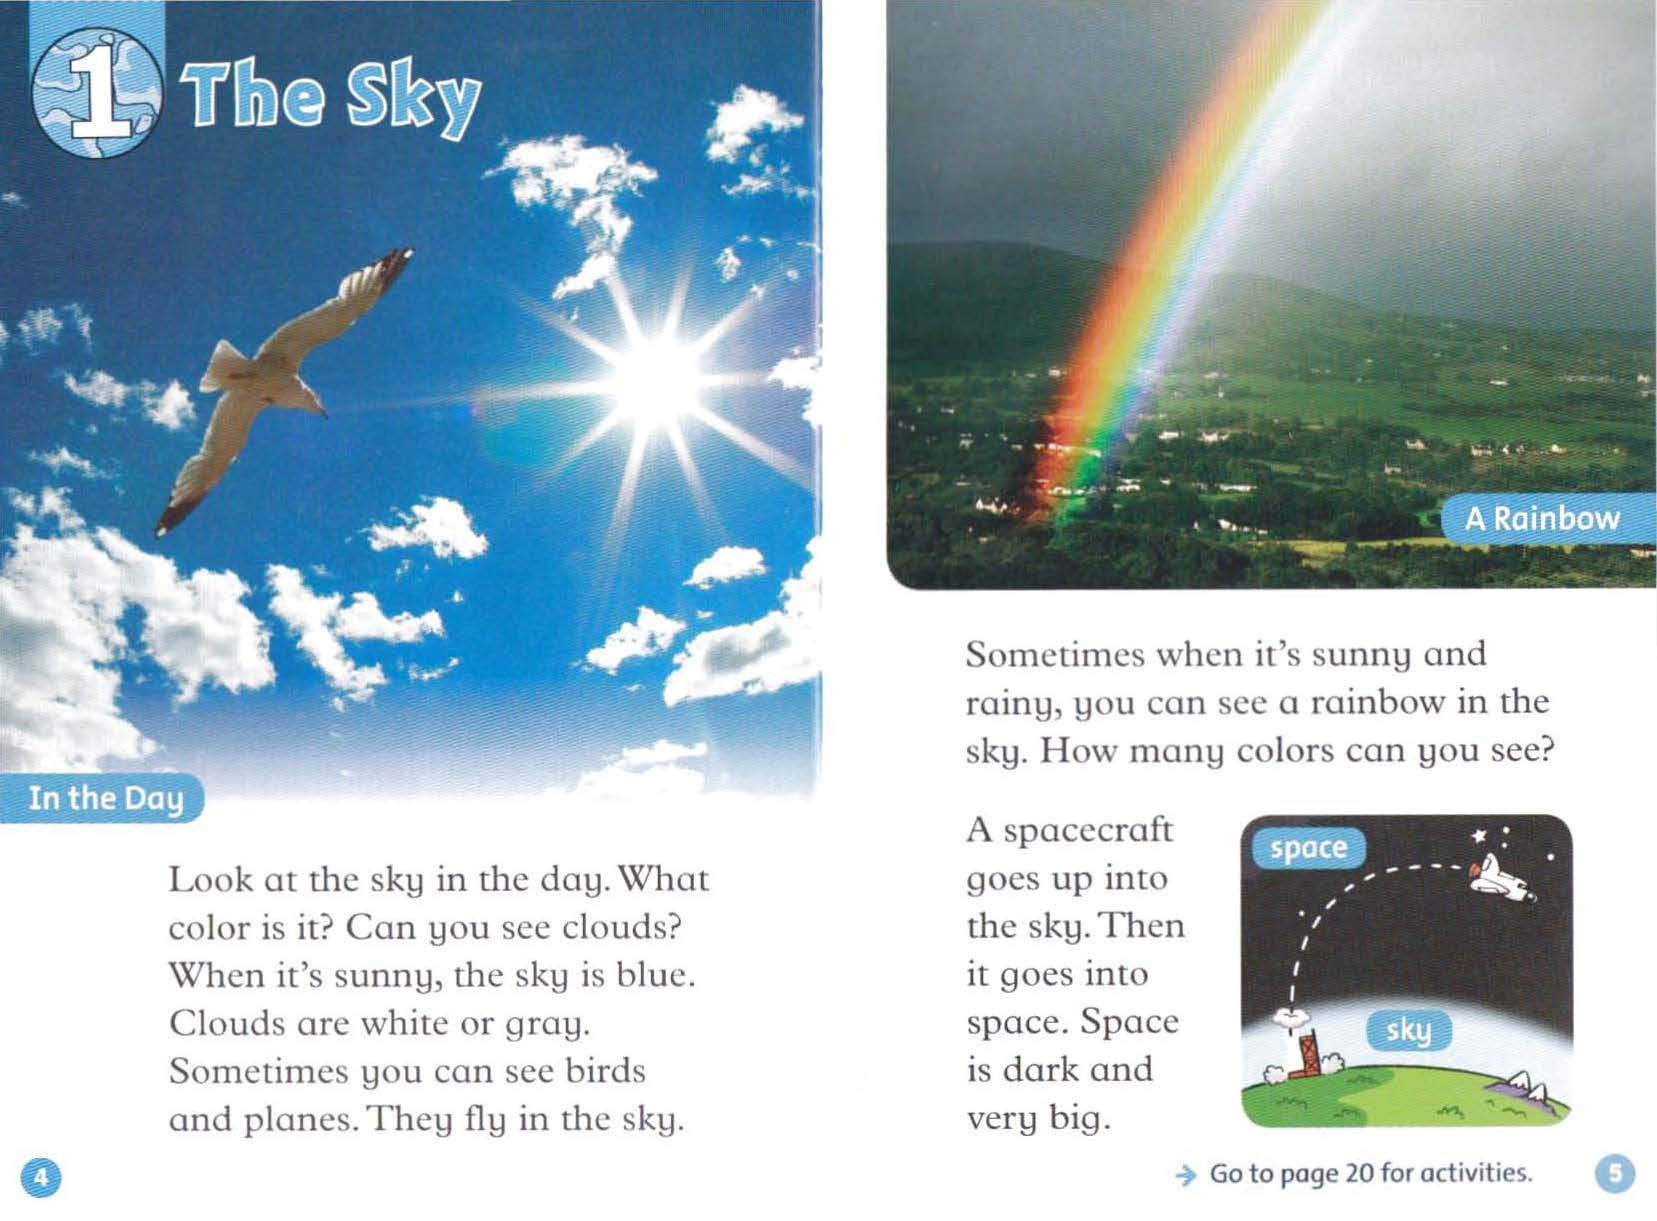 1 The Sky
In the Day
Look at the sky in the day. What
color is it? Can you see clouds?
When it's sunny, the sky is blue.
Clouds are white or gray.
Sometimes you can see birds
and planes. They fly in the sky.
4
A Rainbow
Sometimes when it's sunny and
rainy, you can see a rainbow in the
sky. How many colors can you see?
A spacecraft
goes up into
the sky. Then
it goes into
space. Space
is dark and
very big.
space
sky
→ Go to page 20 for activities.
5